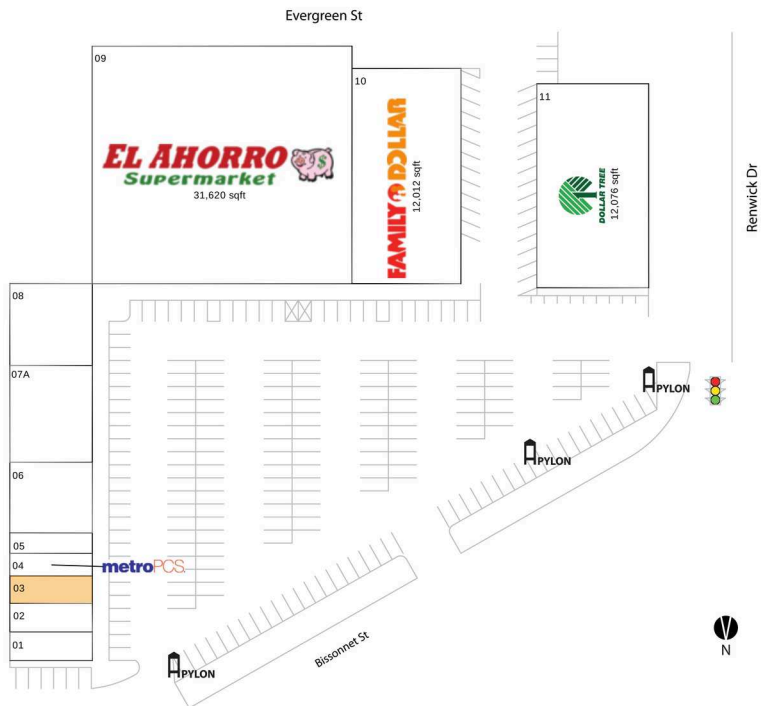 Evergreen St
09
EL AHORRO
Supermarket
$
31,620 sqft
10
FAMILY DOLLAR
12,012 sqft
11
DOLLAR TREE
12,076 sqft
Renwick Dr
08
07A
06
05
04
metroPCS.
03
02
01
PYLON
PYLON
PYLON
Bissonnet St
N